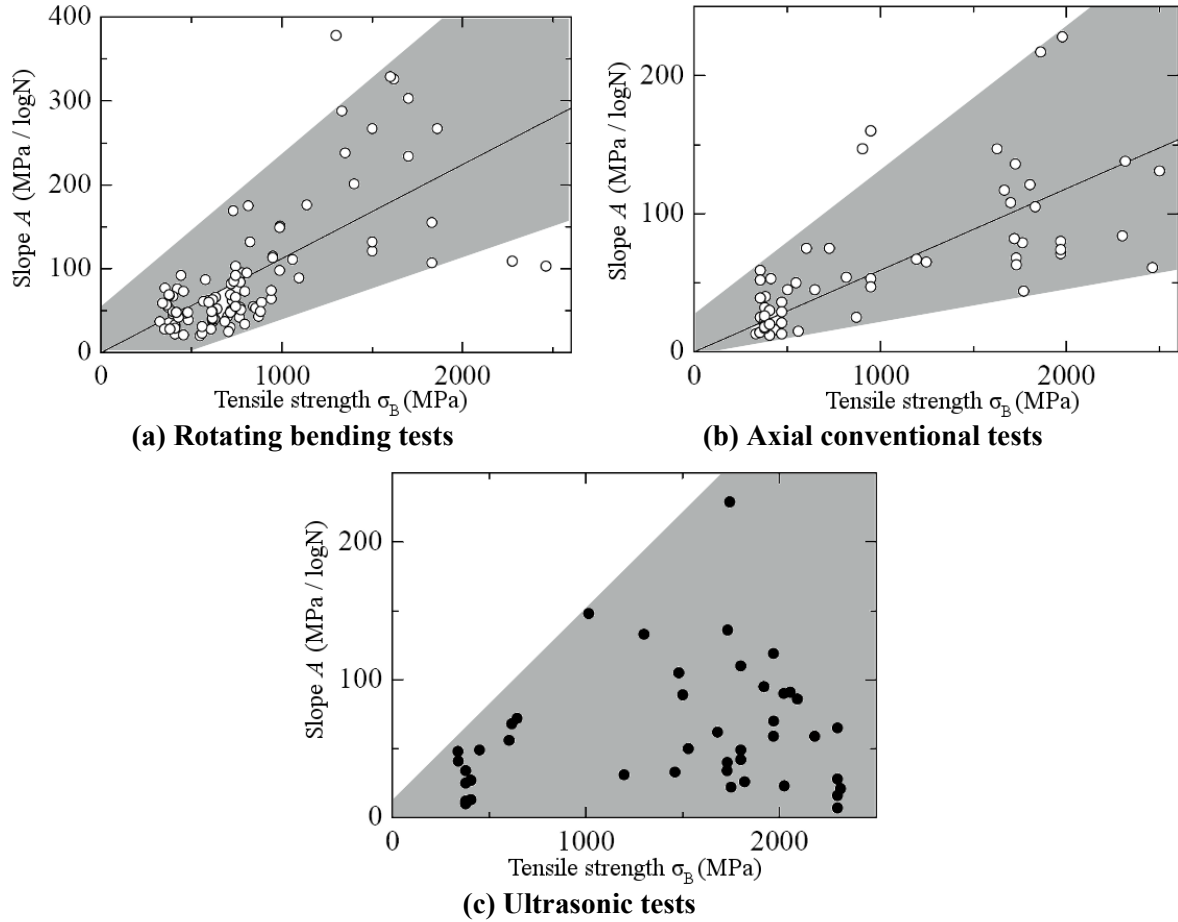 400
300
200
100
0
Slope A (MPa / logN)
0 1000 2000
Tensile strength σB (MPa)
(a) Rotating bending tests
200
100
0
Slope A (MPa / logN)
0 1000 2000
Tensile strength σB (MPa)
(b) Axial conventional tests
200
100
0
Slope A (MPa / logN)
0 1000 2000
Tensile strength σB (MPa)
(c) Ultrasonic tests